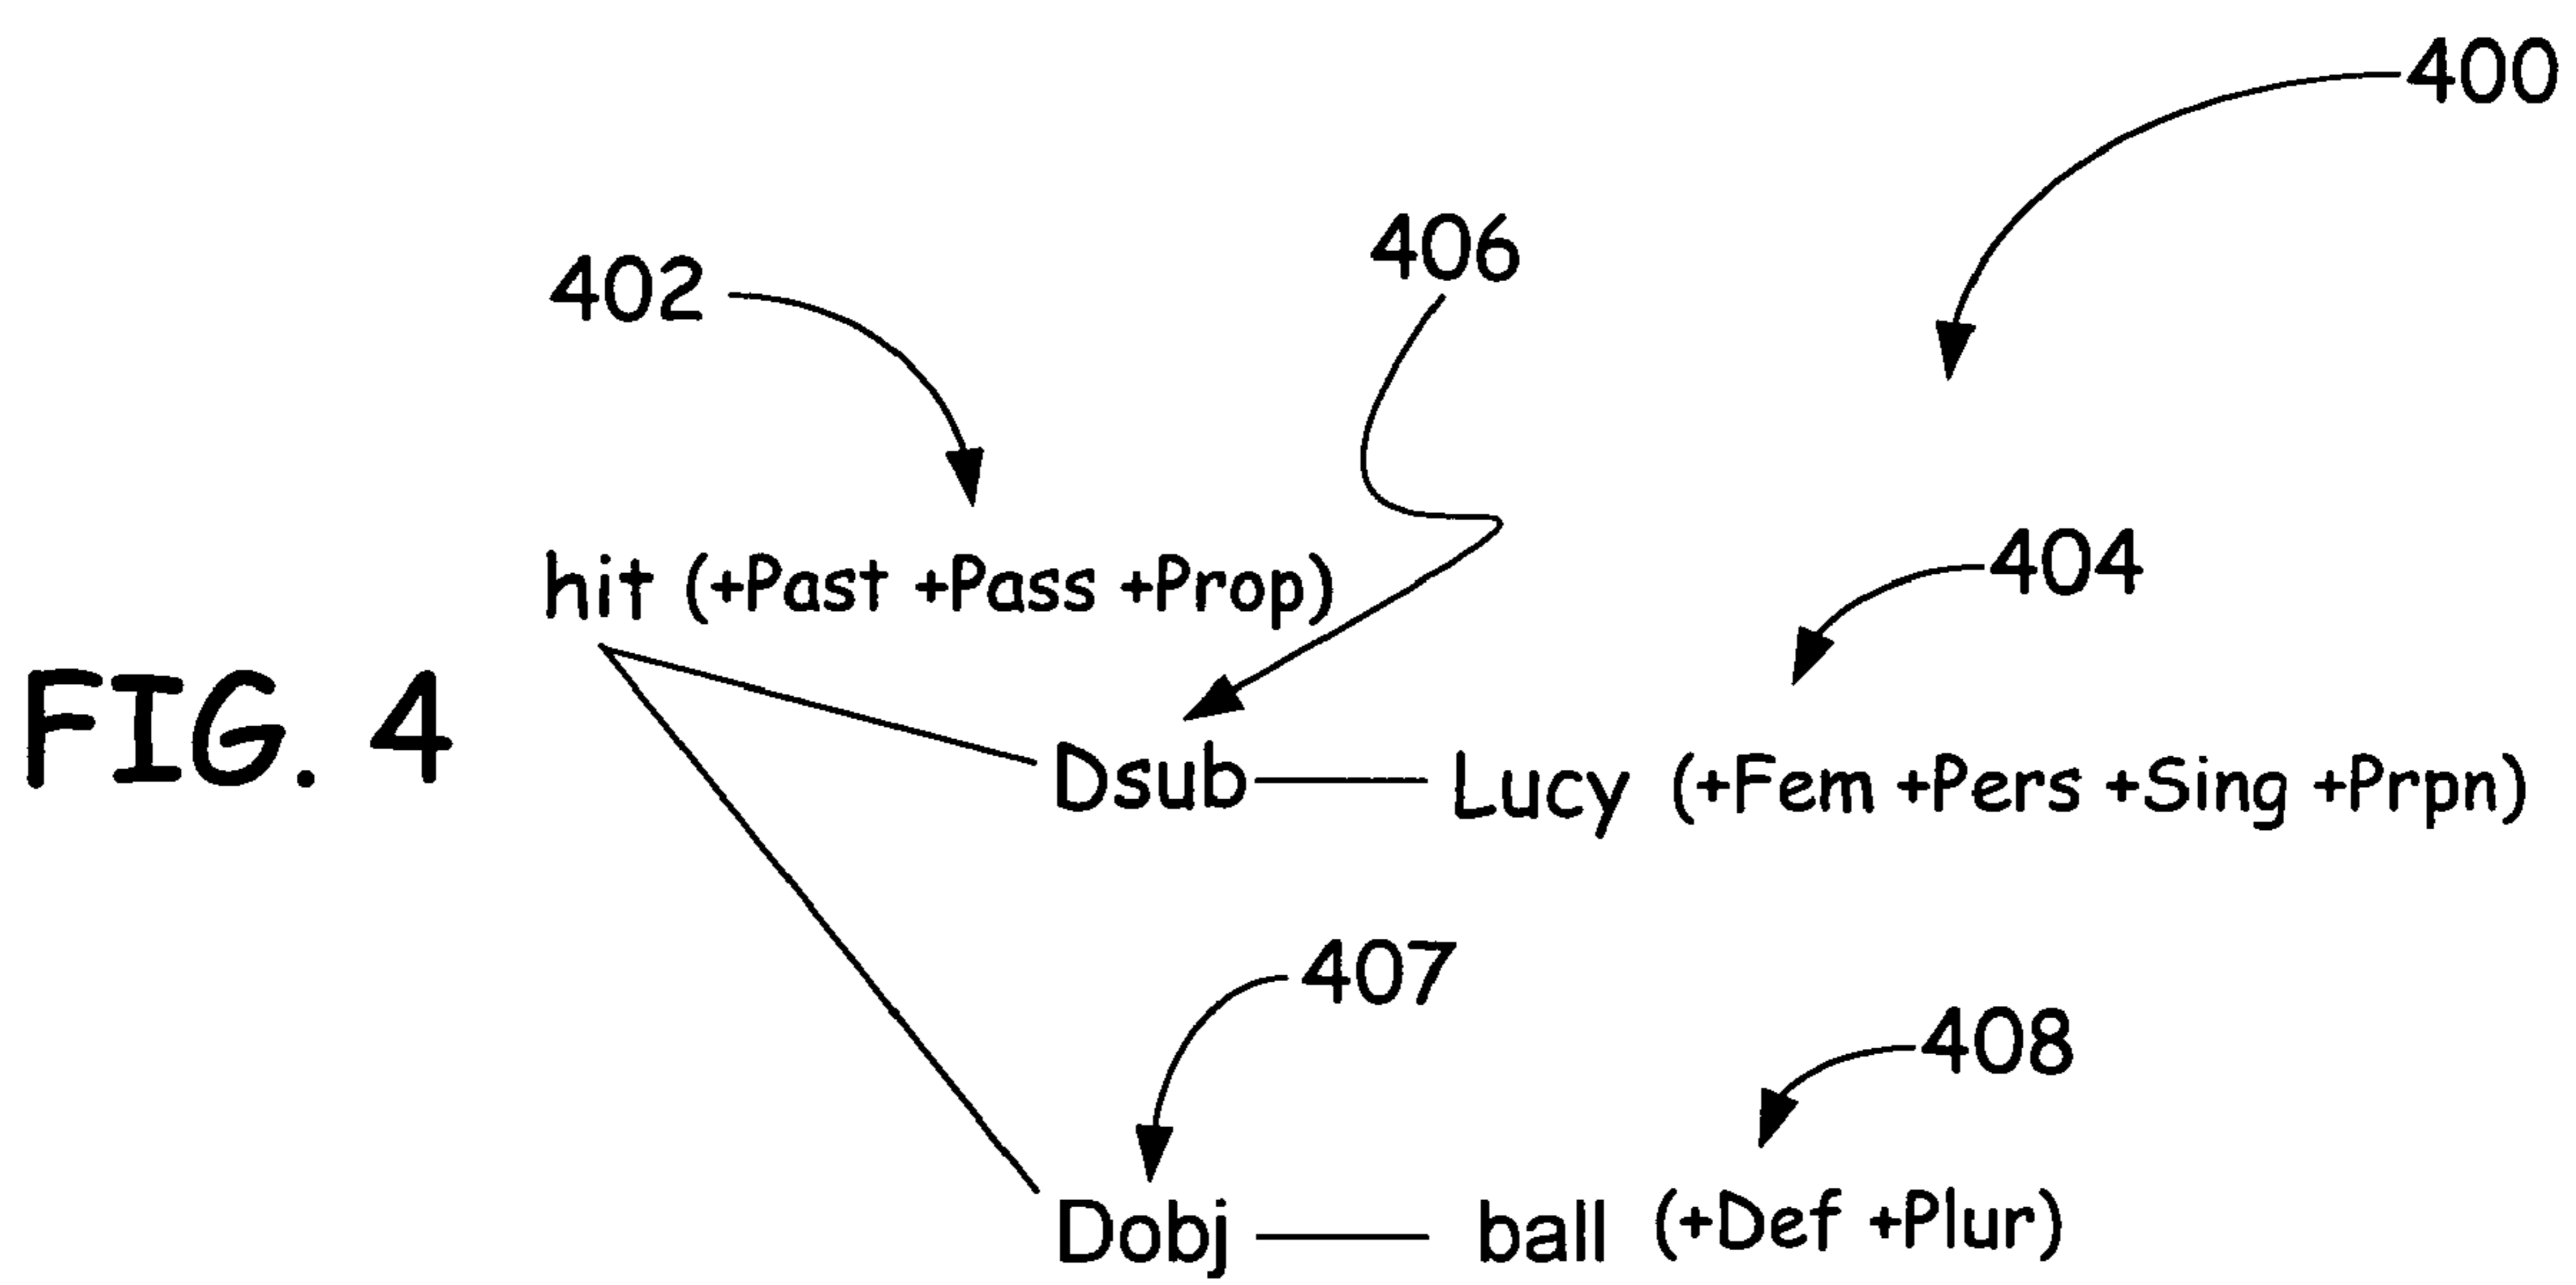 400
406
402
404
hit (+Past +Pass +Prop)
FIG. 4
Dsub Lucy (+Fem +Pers +Sing +Prpn)
407
408
Dobj ball (+Def +Plur)